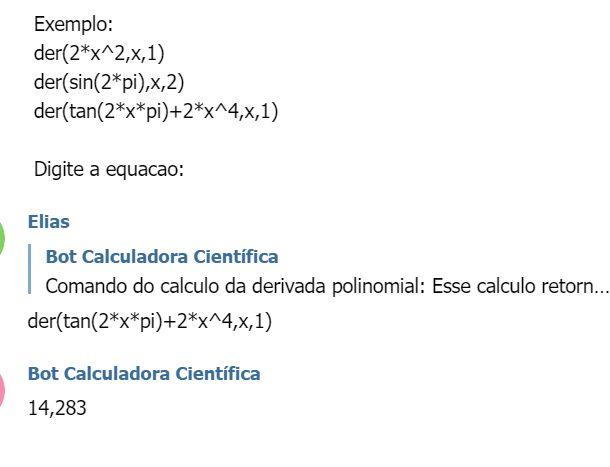 Exemplo:
der(2*x^2,x,1)
der(sin(2*pi),x,2)
der(tan(2*x*pi)+2*x^4,x,1)
Digite a equacao:
Elias
Bot Calculadora Científica
Comando do calculo da derivada polinomial: Esse calculo retorn...
der(tan(2*x*pi)+2*x^4,x,1)
Bot Calculadora Científica
14,283